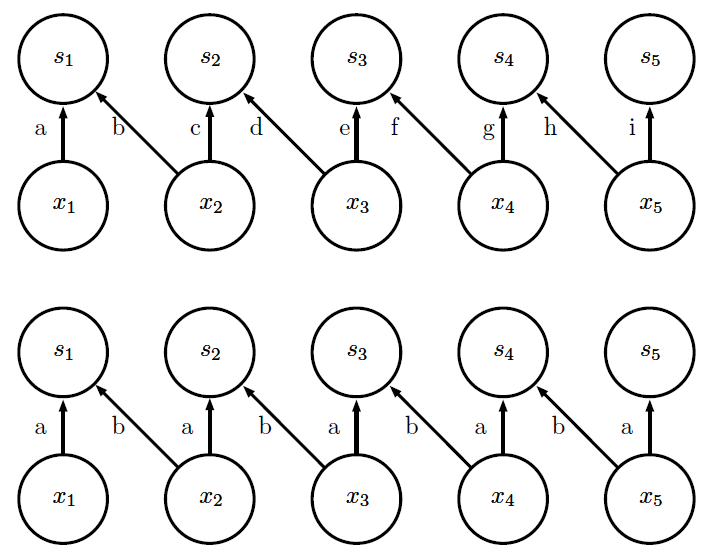 s₁ s₂ s₃ s₄ s₅
a b c d e f g h i
x₁ x₂ x₃ x₄ x₅
s₁ s₂ s₃ s₄ s₅
a b a b a b a b a
x₁ x₂ x₃ x₄ x₅